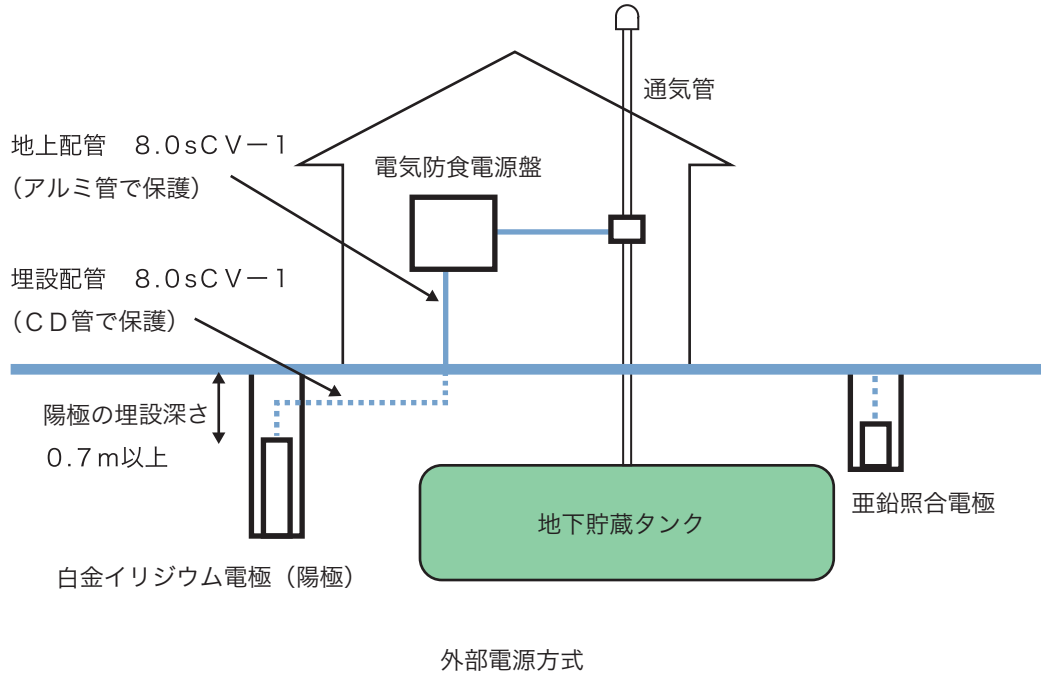 通気管
地上配管　8.0sCV－1
（アルミ管で保護）
電気防食電源盤
埋設配管　8.0sCV－1
（CD管で保護）
陽極の埋設深さ
0.7m以上
亜鉛照合電極
地下貯蔵タンク
白金イリジウム電極（陽極）
外部電源方式